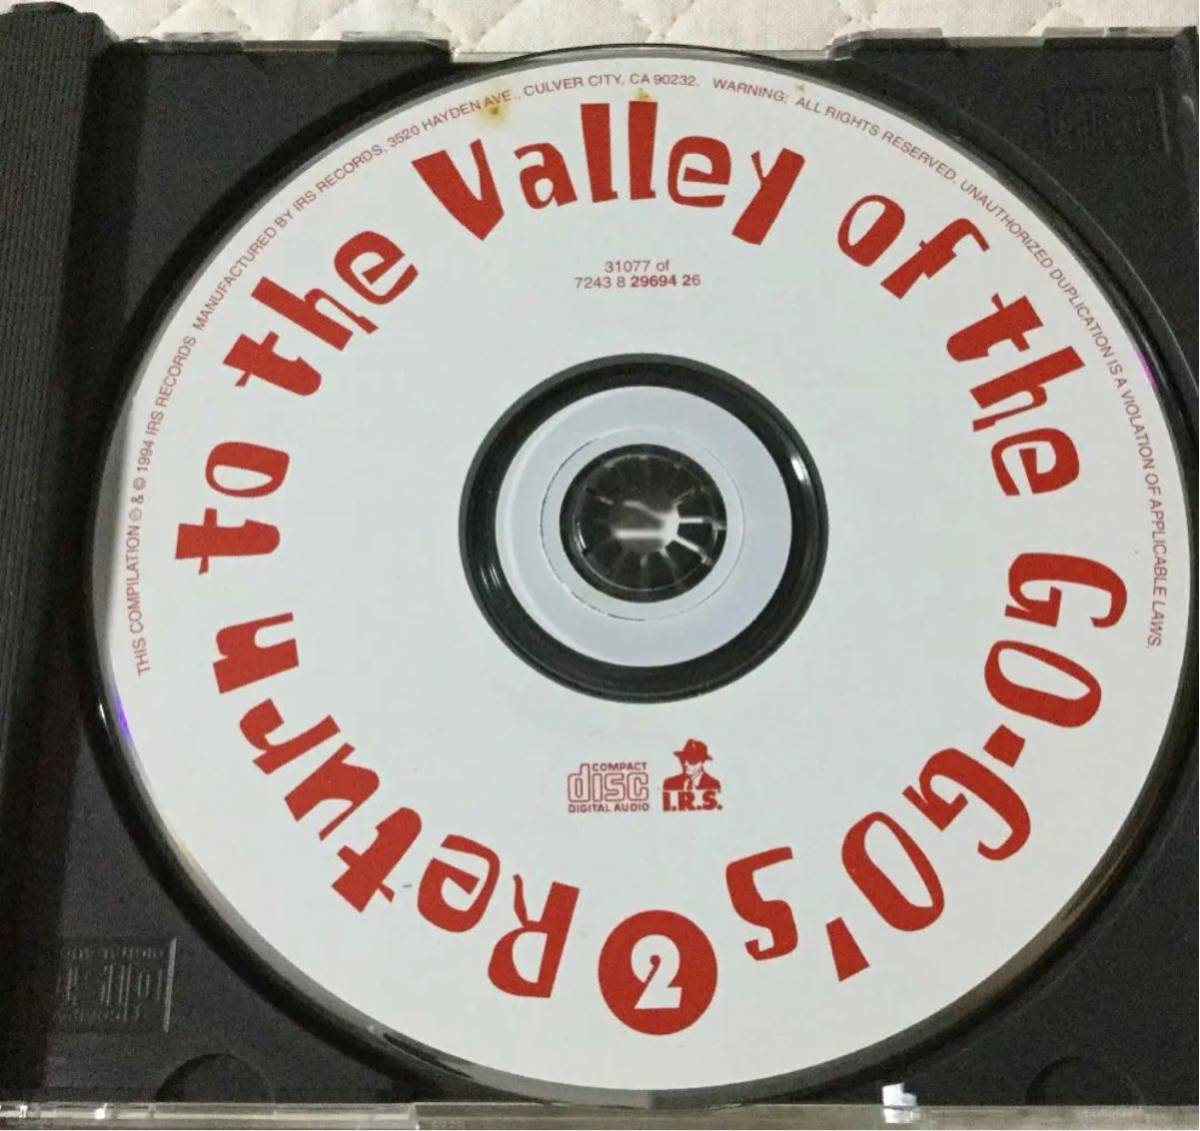 THIS COMPILATION ℗ & © 1994 IRS RECORDS MANUFACTURED BY IRS RECORDS, 3520 HAYDEN AVE., CULVER CITY, CA 90232. WARNING: ALL RIGHTS RESERVED. UNAUTHORIZED DUPLICATION IS A VIOLATION OF APPLICABLE LAWS.
Return to the Valley of the GO-GO's
31077 of
7243 8 29694 26
COMPACT
disc
DIGITAL AUDIO
I.R.S.
2